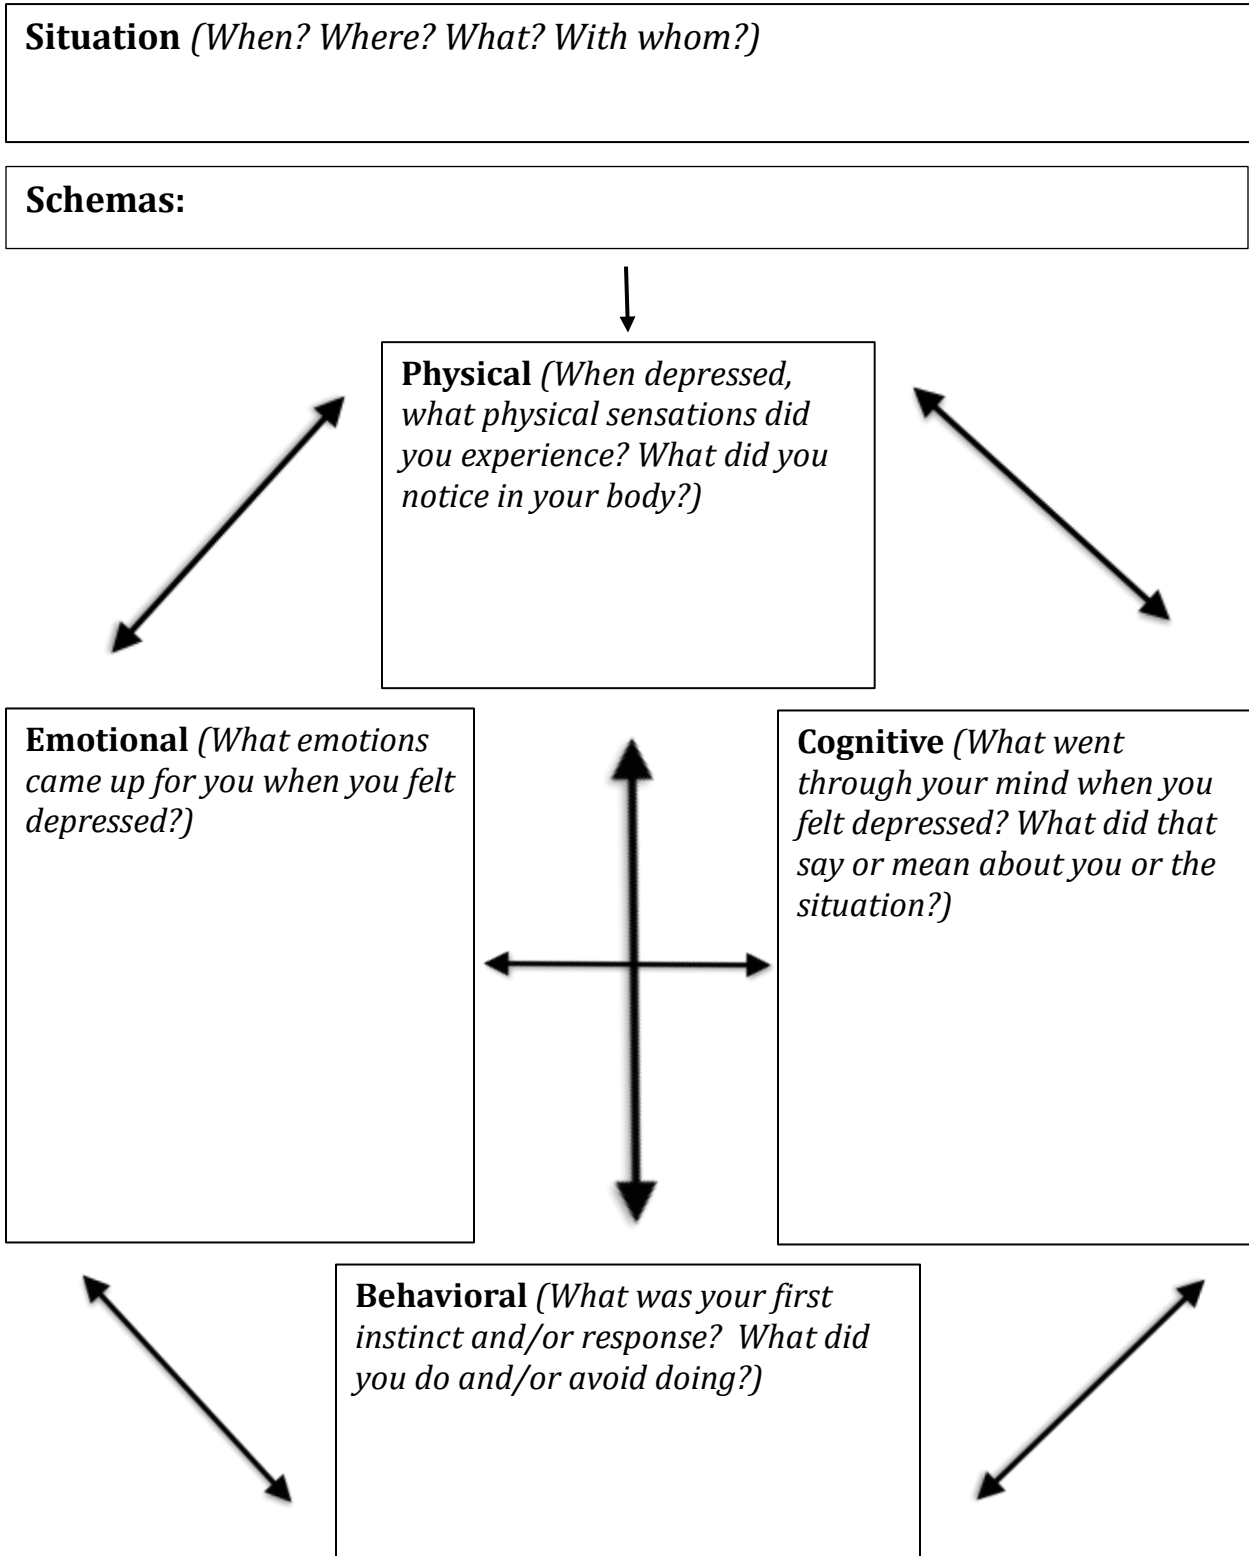 Situation (When? Where? What? With whom?)
Schemas:
Physical (When depressed,
what physical sensations did
you experience? What did you
notice in your body?)
Emotional (What emotions
came up for you when you felt
depressed?)
Cognitive (What went
through your mind when you
felt depressed? What did that
say or mean about you or the
situation?)
Behavioral (What was your first
instinct and/or response?  What did
you do and/or avoid doing?)